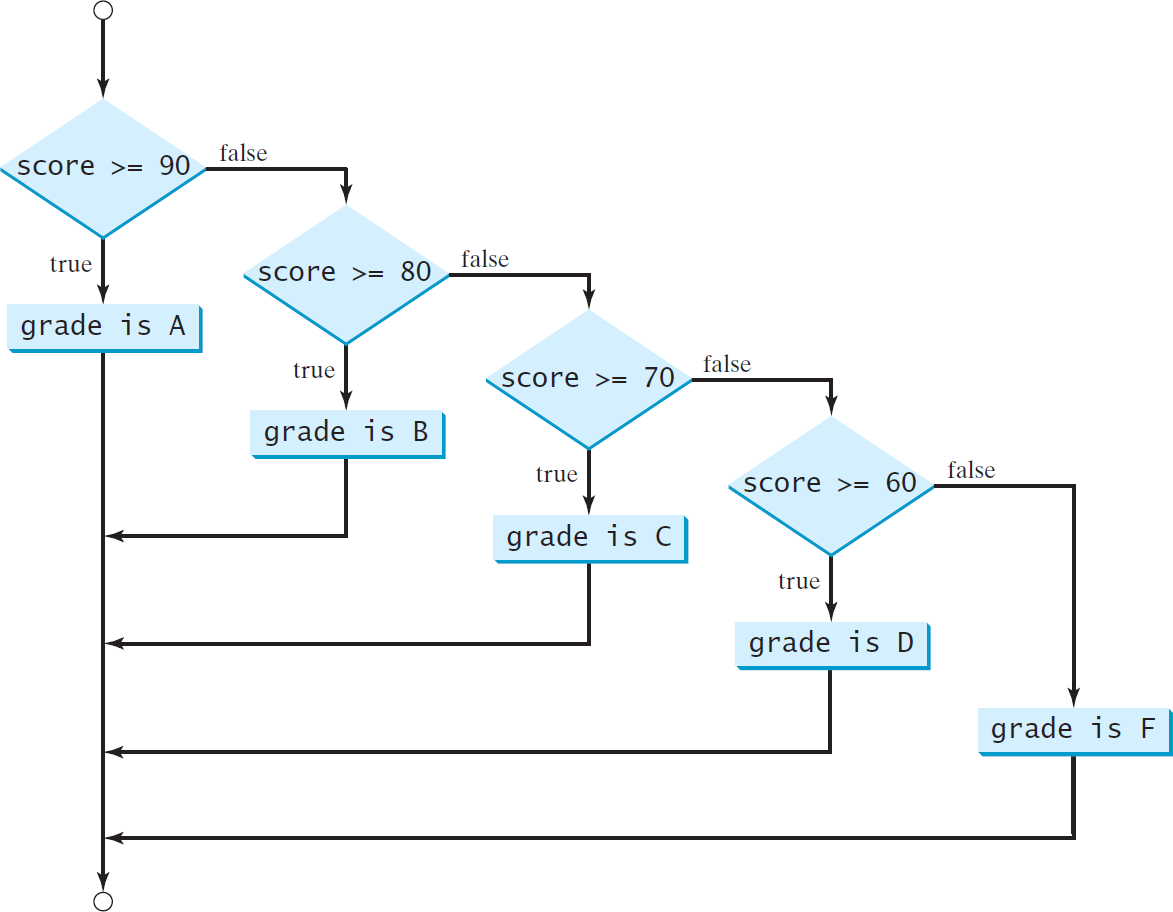 score >= 90
false
true
grade is A
score >= 80
false
true
grade is B
score >= 70
false
true
grade is C
score >= 60
false
true
grade is D
grade is F